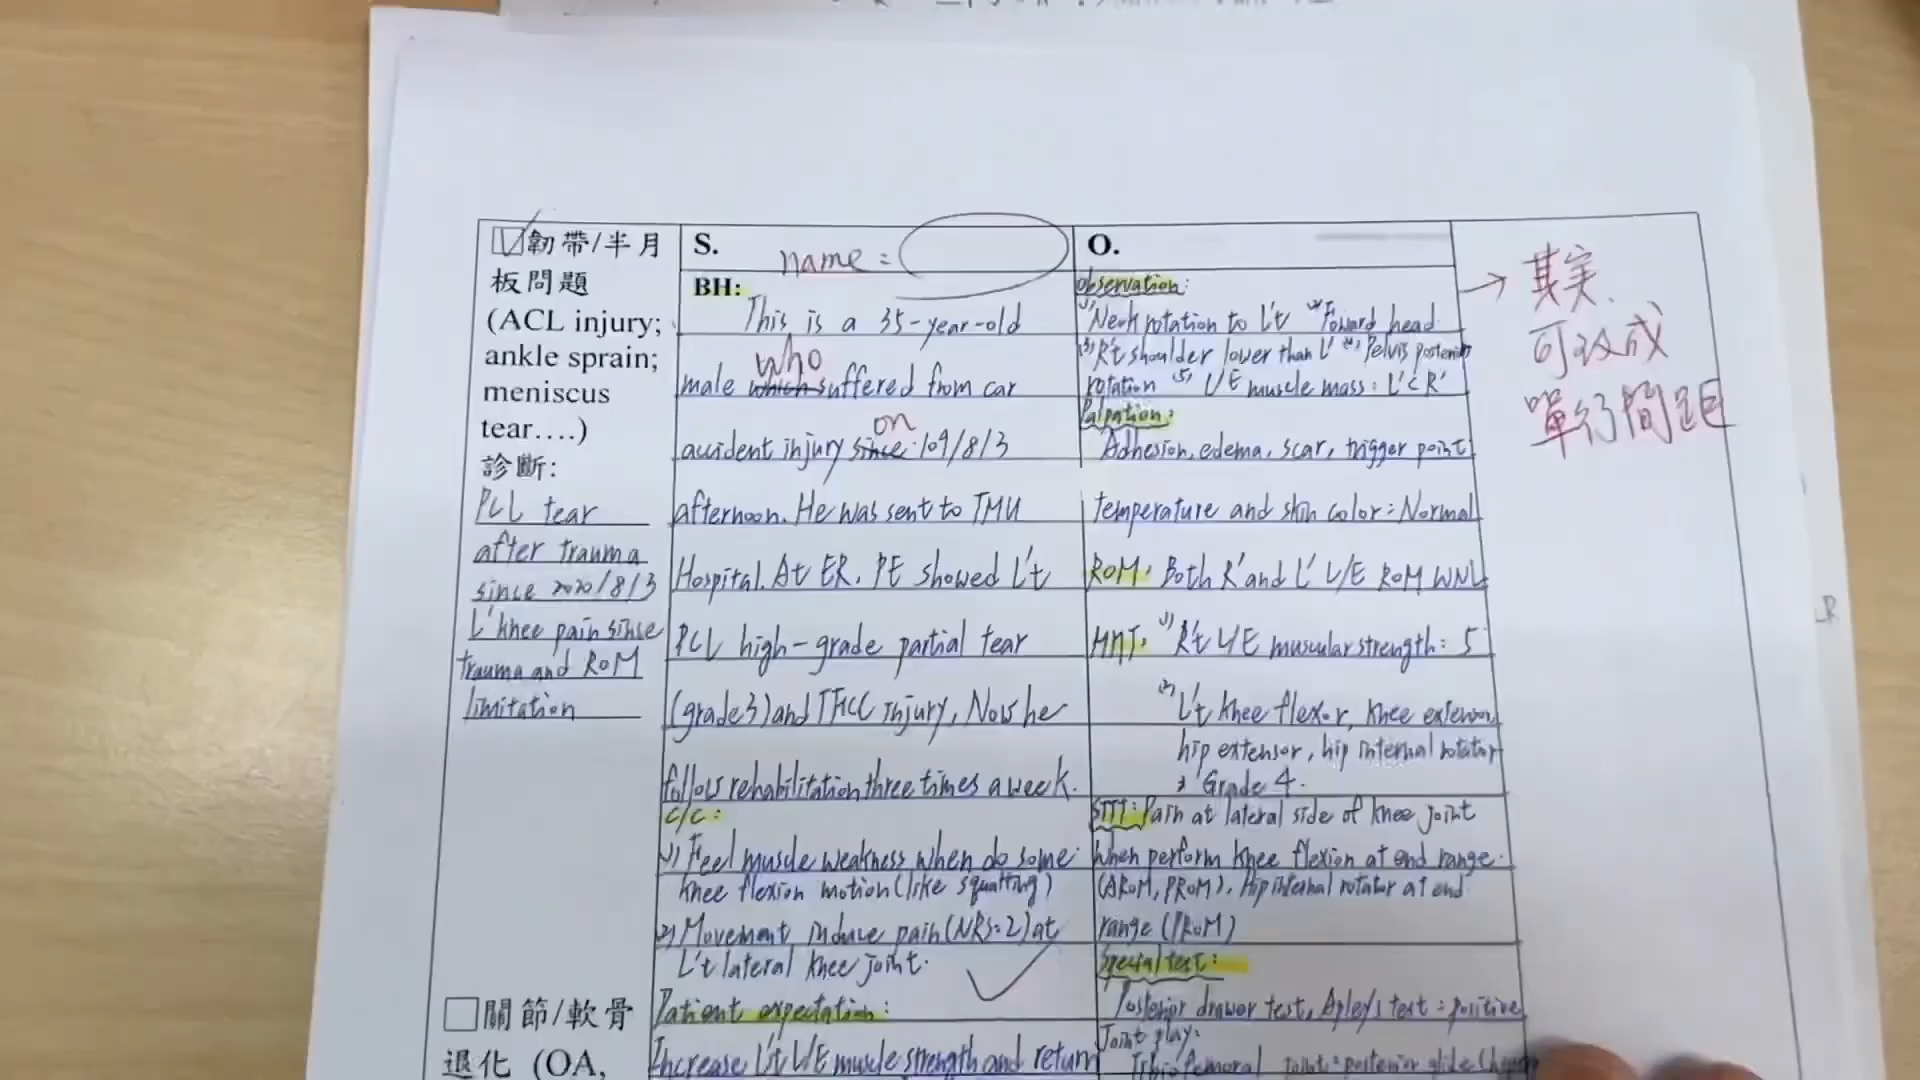 韌帶/半月
板問題
(ACL injury;
ankle sprain;
meniscus
tear….)
診斷:
PCL tear
after trauma
since 2020/8/3
L' knee pain since
trauma and ROM
limitation
關節/軟骨
退化 (OA,
S.
name =
BH:
This is a 35-year-old
who
male which suffered from car
on
accident injury since 109/8/3
afternoon. He was sent to TMU
Hospital. At ER, PE showed L't
PCL high-grade partial tear
(grade3) and TFCC injury, Now he
follows rehabilitation three times a week.
C/C:
1) Feel muscle weakness when do some
knee flexion motion (like squatting)
2) Movement induce pain (NRS=2) at
L't lateral knee joint.
Patient expectation:
Increase L't L/E muscle strength and return
O.
Observation:
(1) Neck rotation to L't (2) Foward head
(3) R't shoulder lower than L' (4) Pelvis posterior
rotation (5) L/E muscle mass: L'<R'
Palpation:
Adhesion, edema, scar, trigger point
temperature and skin color: Normal
ROM: Both R' and L' L/E ROM WNL
MMT: (1) R't L/E muscular strength: 5
(2) L't knee flexor, knee extensor,
hip extensor, hip internal rotator
: Grade 4.
STTT: Pain at lateral side of knee joint
when perform knee flexion at end range.
(AROM, PROM), Hip internal rotator at end
range (PROM)
Special test:
Posterior drawer test, Apley's test: positive
Joint play:
Tibiofemoral joint: posterior glide
→ 其实.
可改成
單行間距